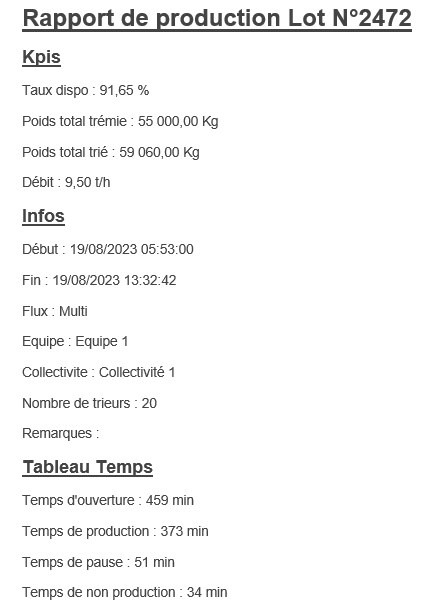 Rapport de production Lot N°2472
Kpis
Taux dispo : 91,65 %
Poids total trémie : 55 000,00 Kg
Poids total trié : 59 060,00 Kg
Débit : 9,50 t/h
Infos
Début : 19/08/2023 05:53:00
Fin : 19/08/2023 13:32:42
Flux : Multi
Equipe : Equipe 1
Collectivite : Collectivité 1
Nombre de trieurs : 20
Remarques :
Tableau Temps
Temps d'ouverture : 459 min
Temps de production : 373 min
Temps de pause : 51 min
Temps de non production : 34 min